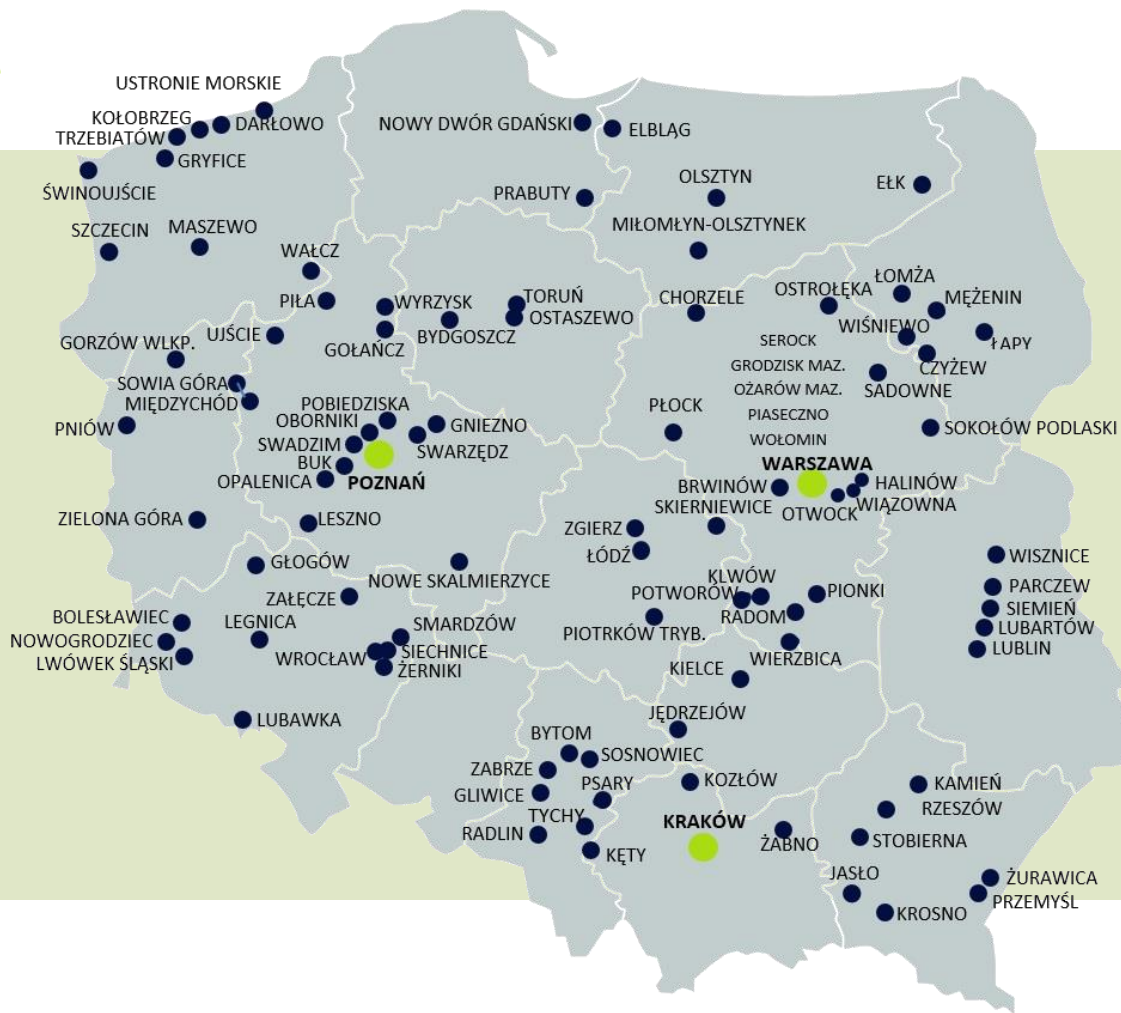 USTRONIE MORSKIE
KOŁOBRZEG
DARŁOWO
TRZEBIATÓW
GRYFICE
ŚWINOUJŚCIE
NOWY DWÓR GDAŃSKI
ELBLĄG
PRABUTY
OLSZTYN
EŁK
MIŁOMŁYN-OLSZTYNEK
SZCZECIN
MASZEWO
WAŁCZ
PIŁA
WYRZYSK
TORUŃ
OSTASZEWO
BYDGOSZCZ
GOŁAŃCZ
UJŚCIE
CHORZELE
OSTROŁĘKA
ŁOMŻA
MĘŻENIN
WIŚNIEWO
ŁAPY
CZYŻEW
SADOWNE
SEROCK
GRODZISK MAZ.
OŻARÓW MAZ.
PIASECZNO
WOŁOMIN
GORZÓW WLKP.
SOWIA GÓRA
MIĘDZYCHÓD
PNIÓW
POBIEDZISKA
OBORNIKI
GNIEZNO
SWADZIM
SWARZĘDZ
BUK
OPALENICA
POZNAŃ
PŁOCK
SOKOŁÓW PODLASKI
WARSZAWA
BRWINÓW
HALINÓW
WIĄZOWNA
OTWOCK
SKIERNIEWICE
ZIELONA GÓRA
LESZNO
ZGIERZ
ŁÓDŹ
GŁOGÓW
NOWE SKALMIERZYCE
WISZNICE
PARCZEW
SIEMIEŃ
LUBARTÓW
LUBLIN
KLWÓW
POTWORÓW
PIONKI
RADOM
PIOTRKÓW TRYB.
WIERZBICA
ZAŁĘCZE
BOLESŁAWIEC
NOWOGRODZIEC
LWÓWEK ŚLĄSKI
LEGNICA
SMARDZÓW
WROCŁAW
SIECHNICE
ŻERNIKI
KIELCE
LUBAWKA
JĘDRZEJÓW
BYTOM
SOSNOWIEC
ZABRZE
GLIWICE
PSARY
KOZŁÓW
TYCHY
RADLIN
KĘTY
KRAKÓW
ŻABNO
KAMIEŃ
RZESZÓW
STOBIERNA
JASŁO
KROSNO
ŻURAWICA
PRZEMYŚL